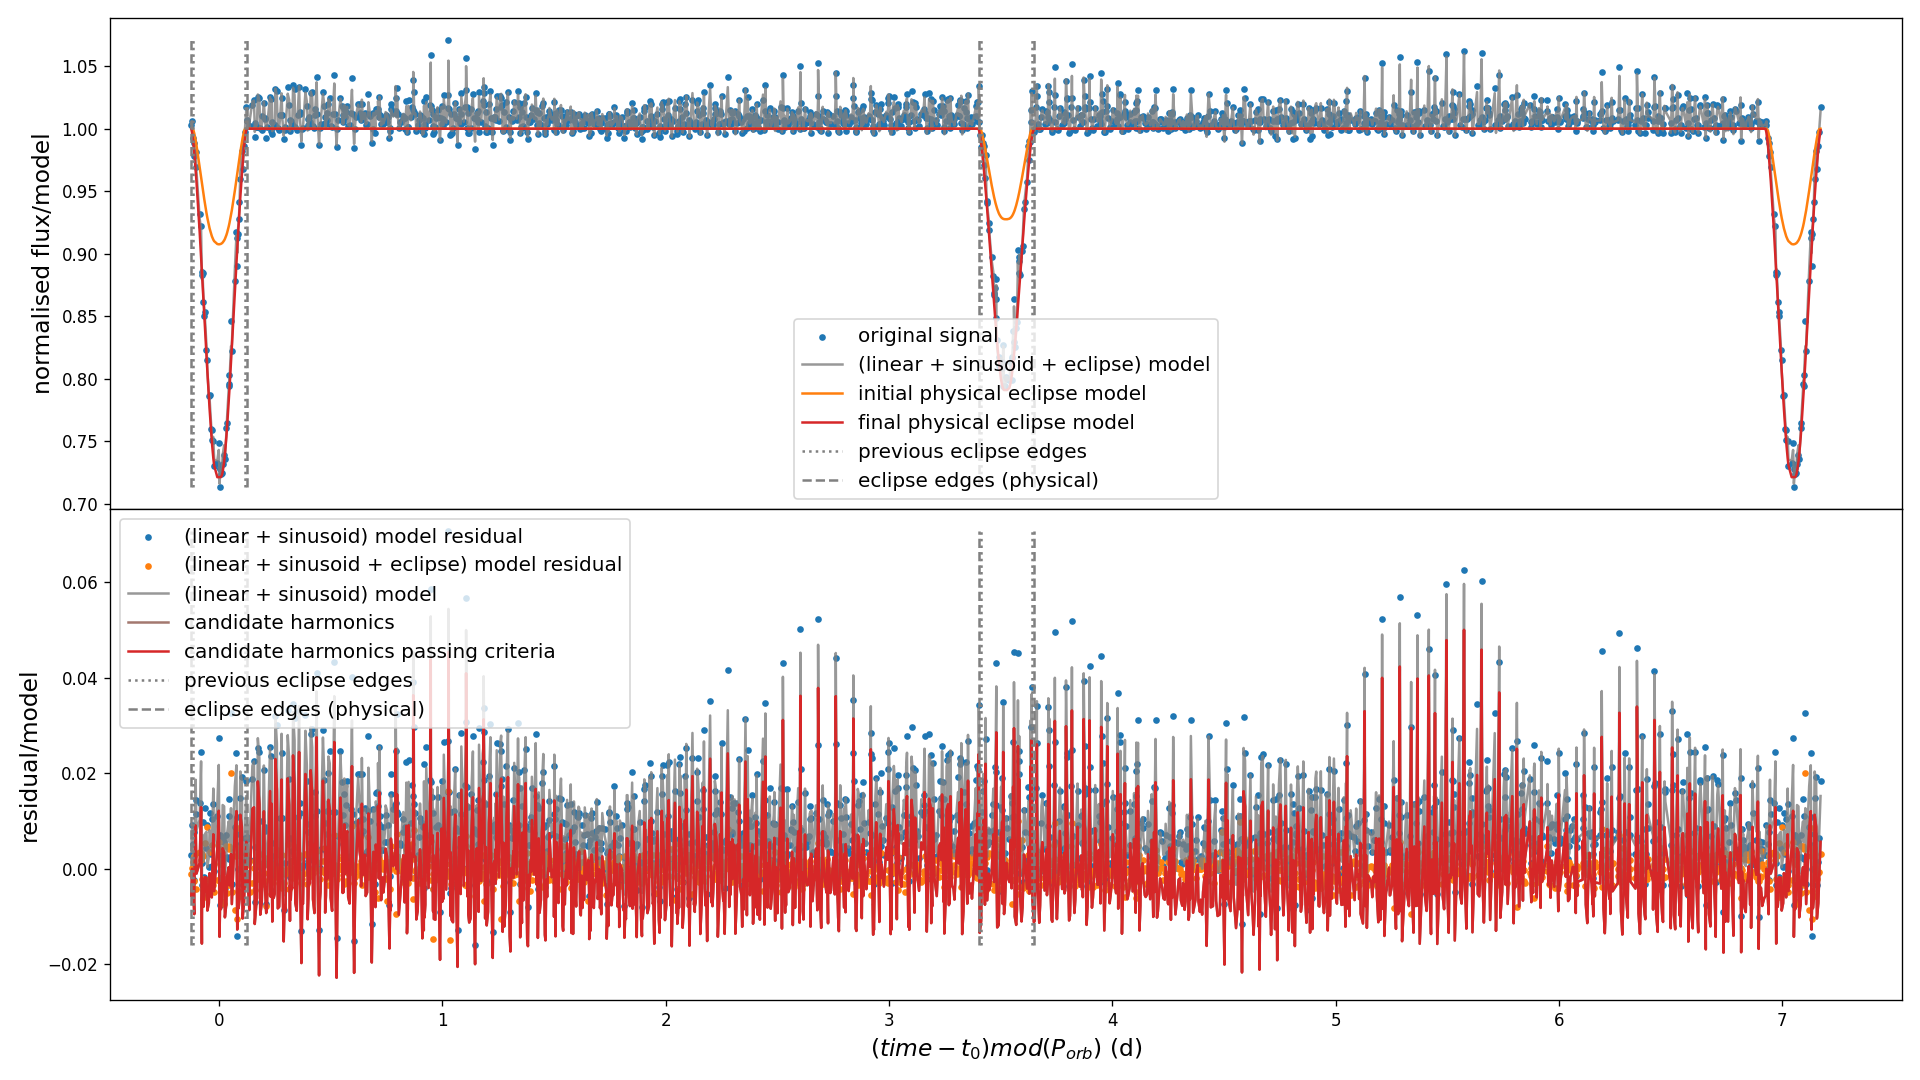 1.05
1.00
0.95
0.90
0.85
0.80
0.75
0.70
normalised flux/model
original signal
(linear + sinusoid + eclipse) model
initial physical eclipse model
final physical eclipse model
previous eclipse edges
eclipse edges (physical)
0.06
0.04
0.02
0.00
−0.02
residual/model
(linear + sinusoid) model residual
(linear + sinusoid + eclipse) model residual
(linear + sinusoid) model
candidate harmonics
candidate harmonics passing criteria
previous eclipse edges
eclipse edges (physical)
0 1 2 3 4 5 6 7
(time − t₀)mod(Pₒᵣb) (d)